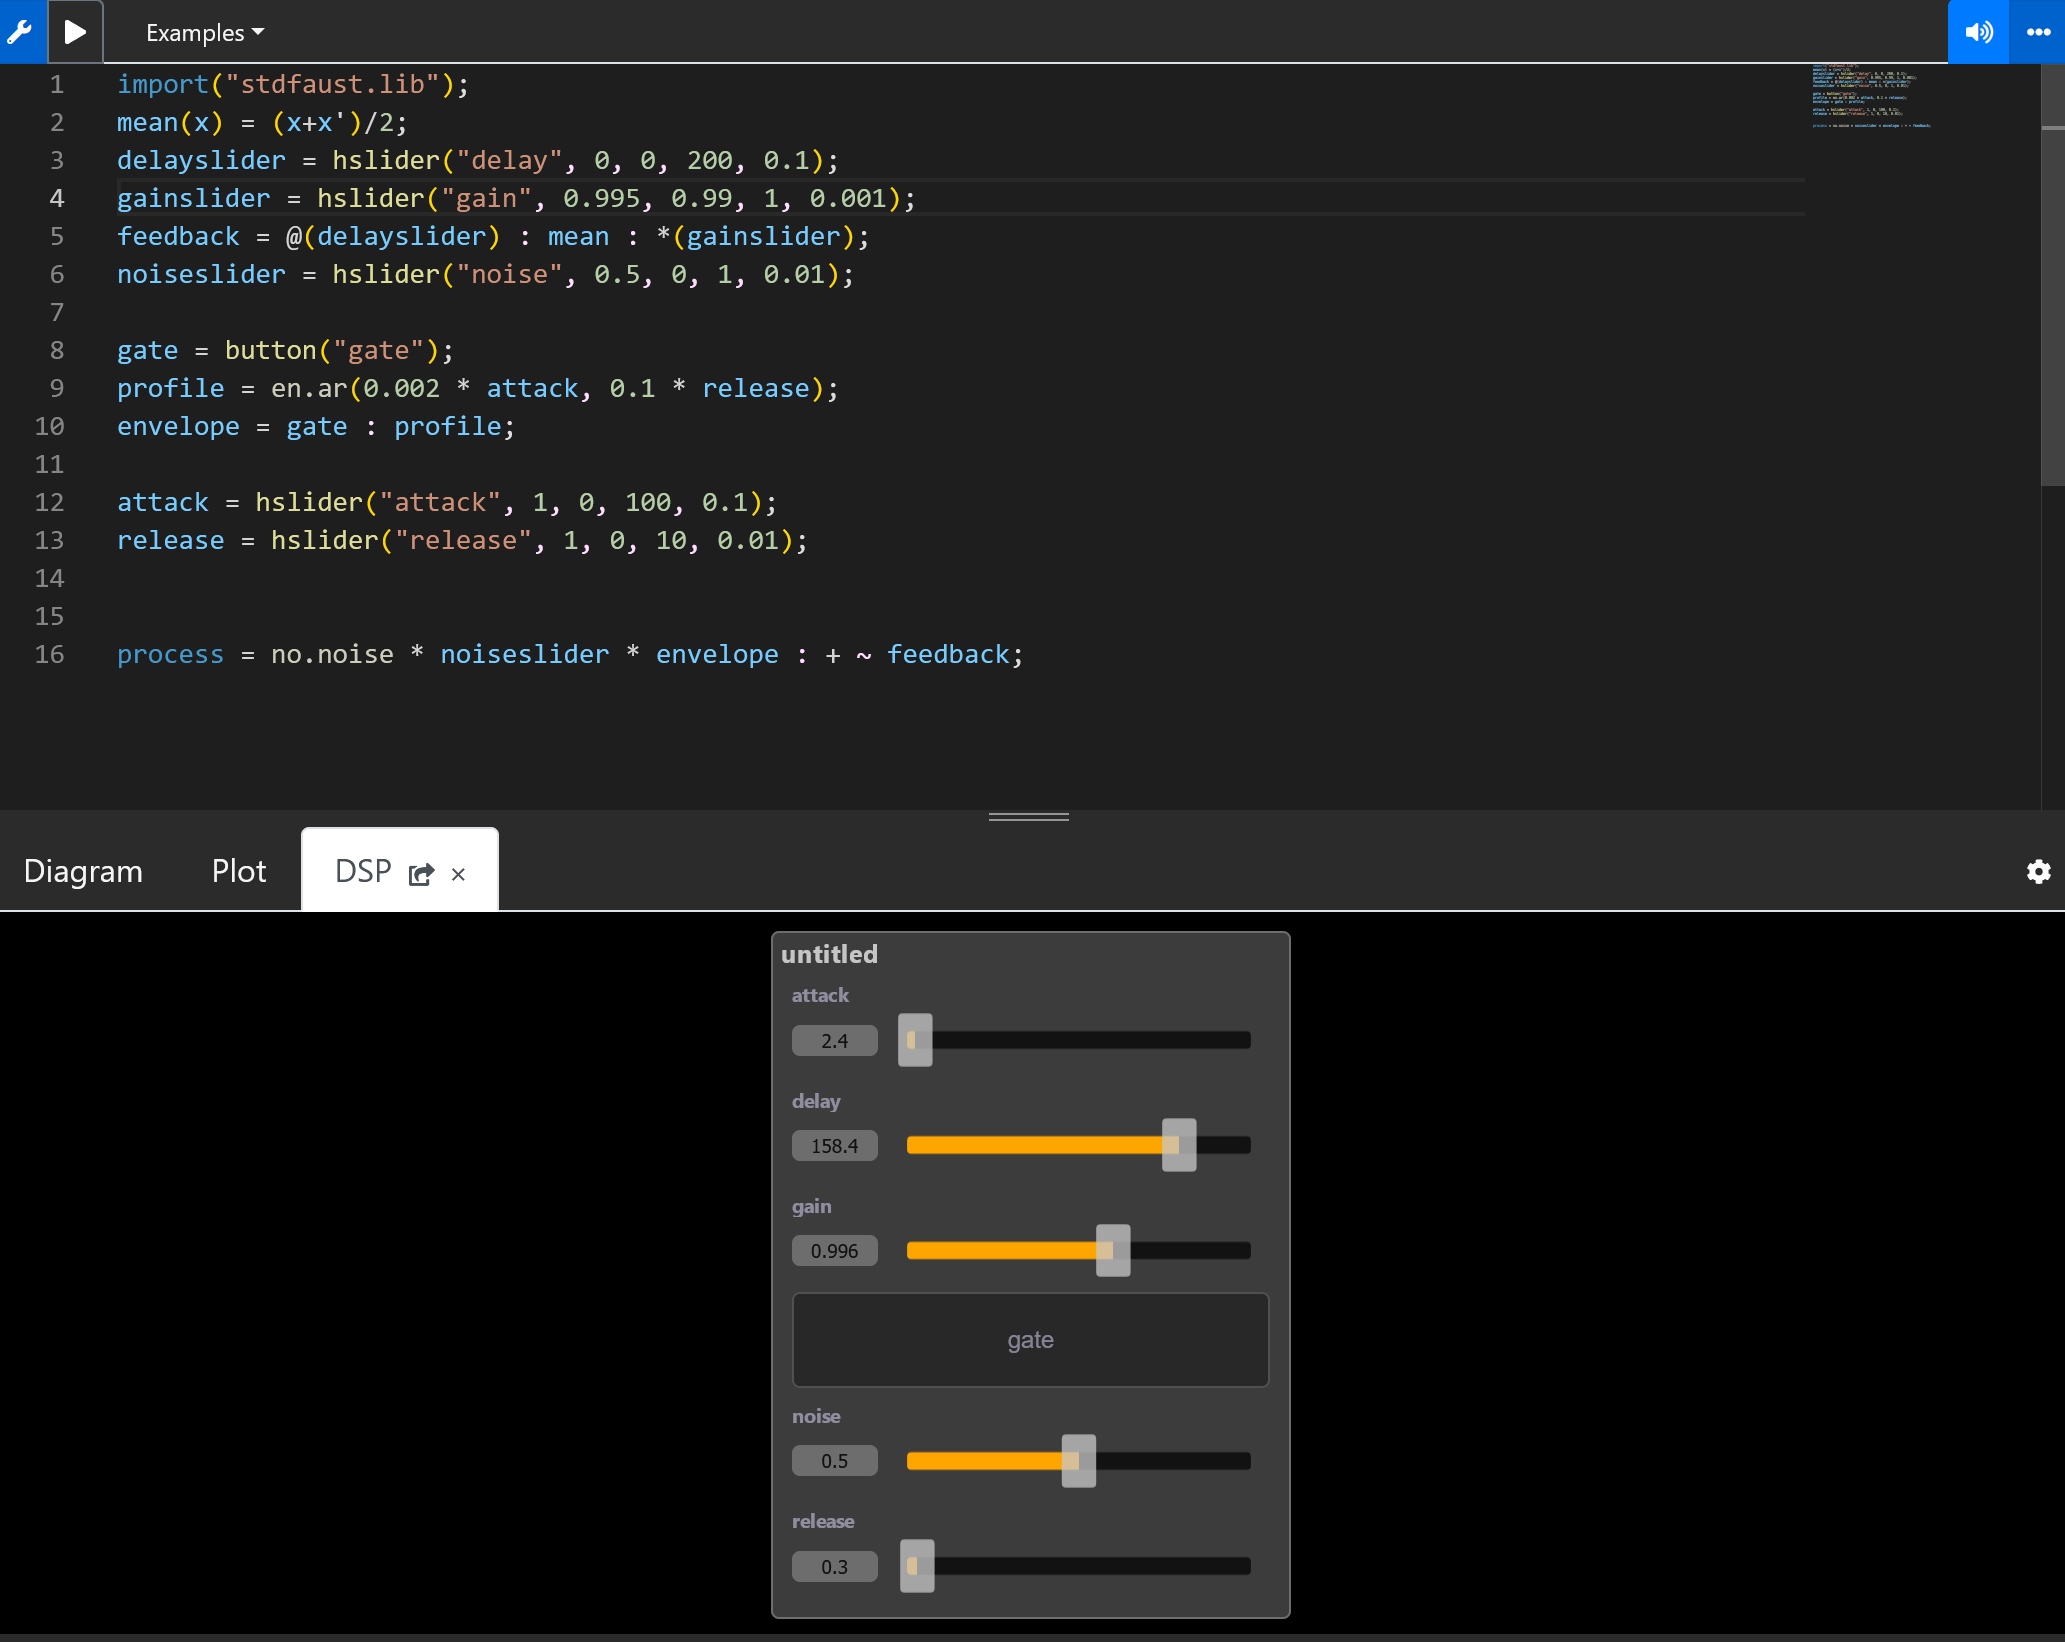 Examples
1 import("stdfaust.lib");
2 mean(x) = (x+x')/2;
3 delayslider = hslider("delay", 0, 0, 200, 0.1);
4 gainslider = hslider("gain", 0.995, 0.99, 1, 0.001);
5 feedback = @(delayslider) : mean : *(gainslider);
6 noiseslider = hslider("noise", 0.5, 0, 1, 0.01);
7
8 gate = button("gate");
9 profile = en.ar(0.002 * attack, 0.1 * release);
10 envelope = gate : profile;
11
12 attack = hslider("attack", 1, 0, 100, 0.1);
13 release = hslider("release", 1, 0, 10, 0.01);
14
15
16 process = no.noise * noiseslider * envelope : + ~ feedback;
Diagram Plot DSP ×
untitled
attack
2.4
delay
158.4
gain
0.996
gate
noise
0.5
release
0.3